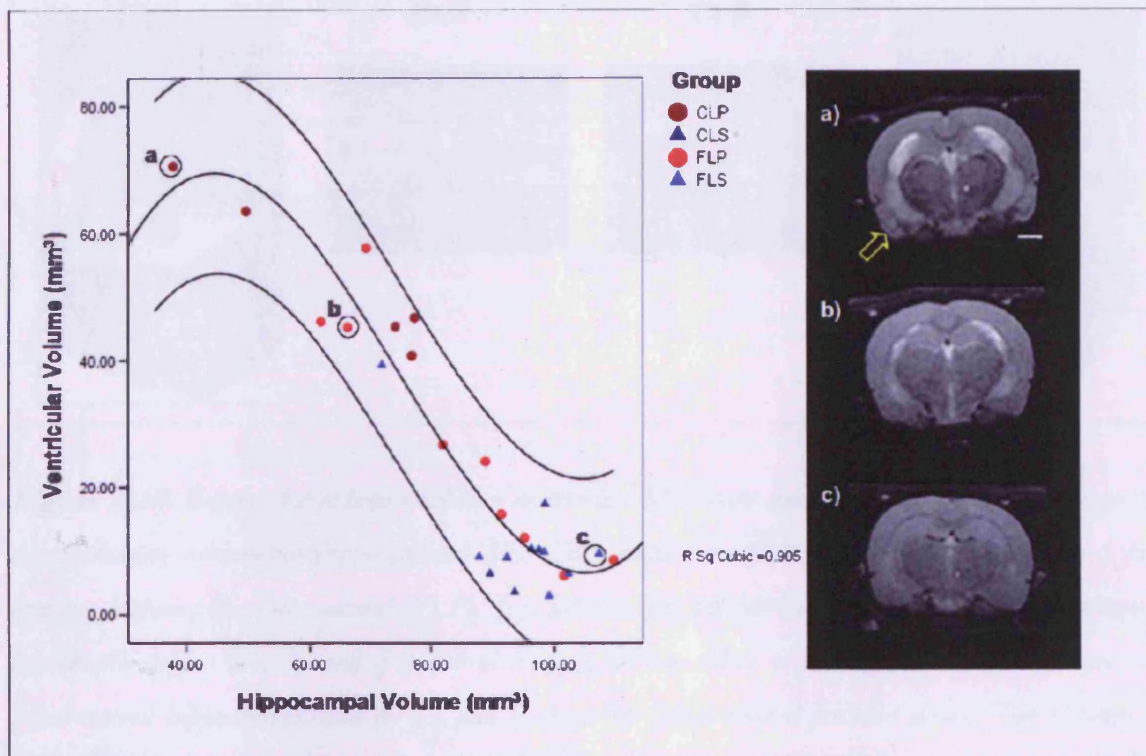 Group
CLP
CLS
FLP
FLS
80.00
60.00
40.00
20.00
0.00
40.00
60.00
80.00
100.00
Ventricular Volume (mm³)
Hippocampal Volume (mm³)
a
b
c
R Sq Cubic =0.905
a)
b)
c)